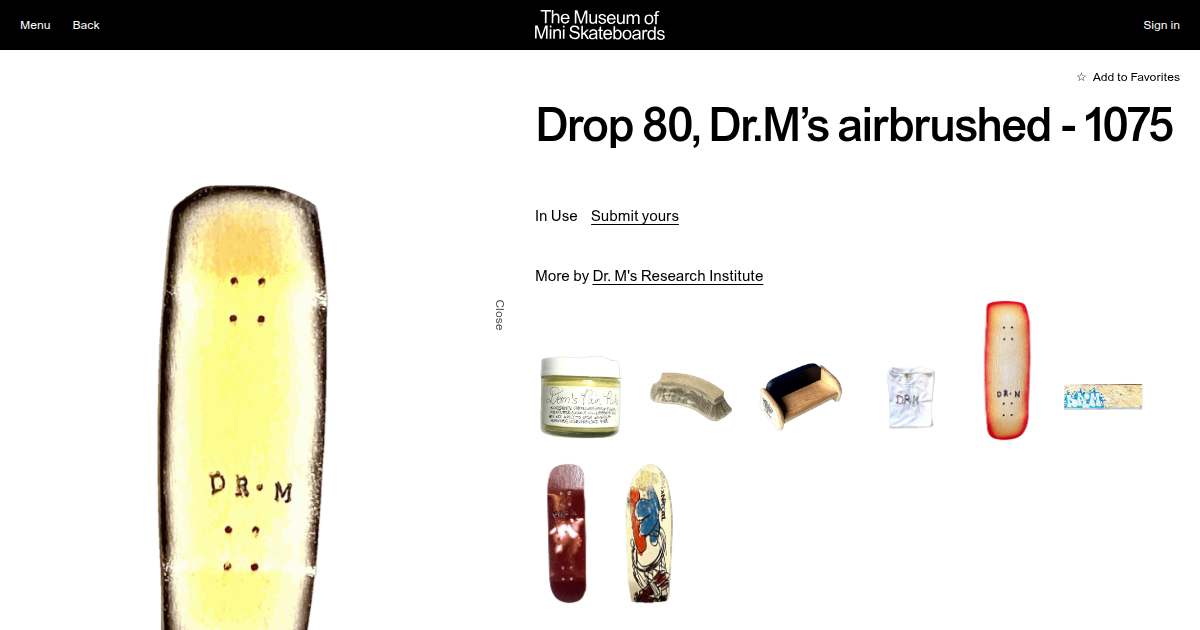 Menu
Back
The Museum of
Mini Skateboards
Sign in
☆ Add to Favorites
Drop 80, Dr.M’s airbrushed - 1075
In Use Submit yours
More by Dr. M's Research Institute
Close
DR·M
DRM
DR·M